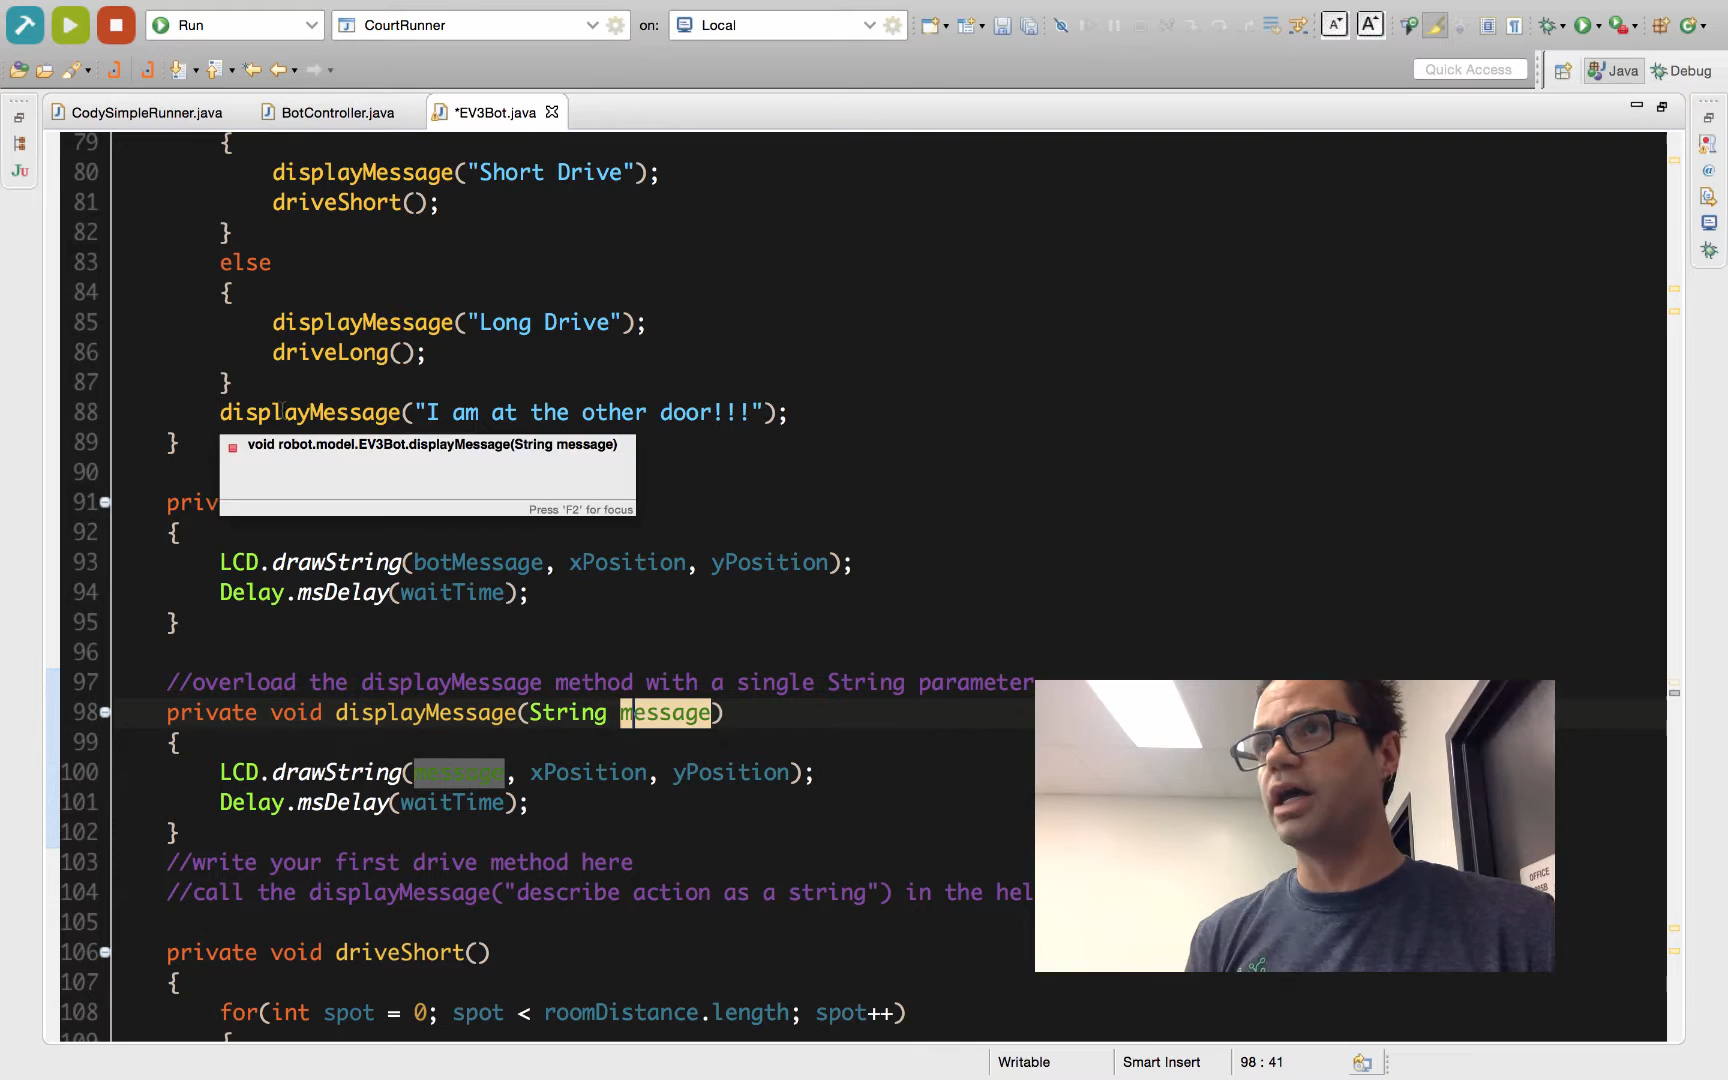 Run
CourtRunner
on:
Local
Quick Access
Java
Debug
CodySimpleRunner.java
BotController.java
*EV3Bot.java
79 {
80 displayMessage("Short Drive");
81 driveShort();
82 }
83 else
84 {
85 displayMessage("Long Drive");
86 driveLong();
87 }
88 displayMessage("I am at the other door!!!");
89 }
void robot.model.EV3Bot.displayMessage(String message)
Press 'F2' for focus
90
91 priv
92 {
93 LCD.drawString(botMessage, xPosition, yPosition);
94 Delay.msDelay(waitTime);
95 }
96
97 //overload the displayMessage method with a single String parameter
98 private void displayMessage(String message)
99 {
100 LCD.drawString(message, xPosition, yPosition);
101 Delay.msDelay(waitTime);
102 }
103 //write your first drive method here
104 //call the displayMessage("describe action as a string") in the hel
105
106 private void driveShort()
107 {
108 for(int spot = 0; spot < roomDistance.length; spot++)
109 {
OFFICE
Writable
Smart Insert
98 : 41